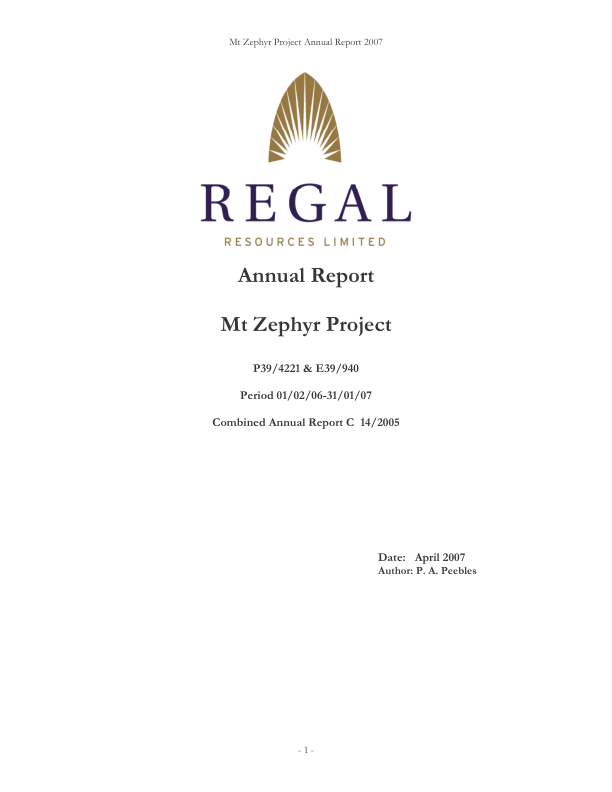 Mt Zephyr Project Annual Report 2007
REGAL
RESOURCES LIMITED
Annual Report
Mt Zephyr Project
P39/4221 & E39/940
Period 01/02/06-31/01/07
Combined Annual Report C 14/2005
Date: April 2007
Author: P. A. Peebles
- 1 -